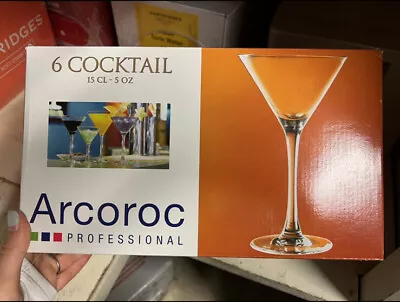 RIDGES
6 COCKTAIL
15 CL - 5 OZ
Arcoroc
PROFESSIONAL